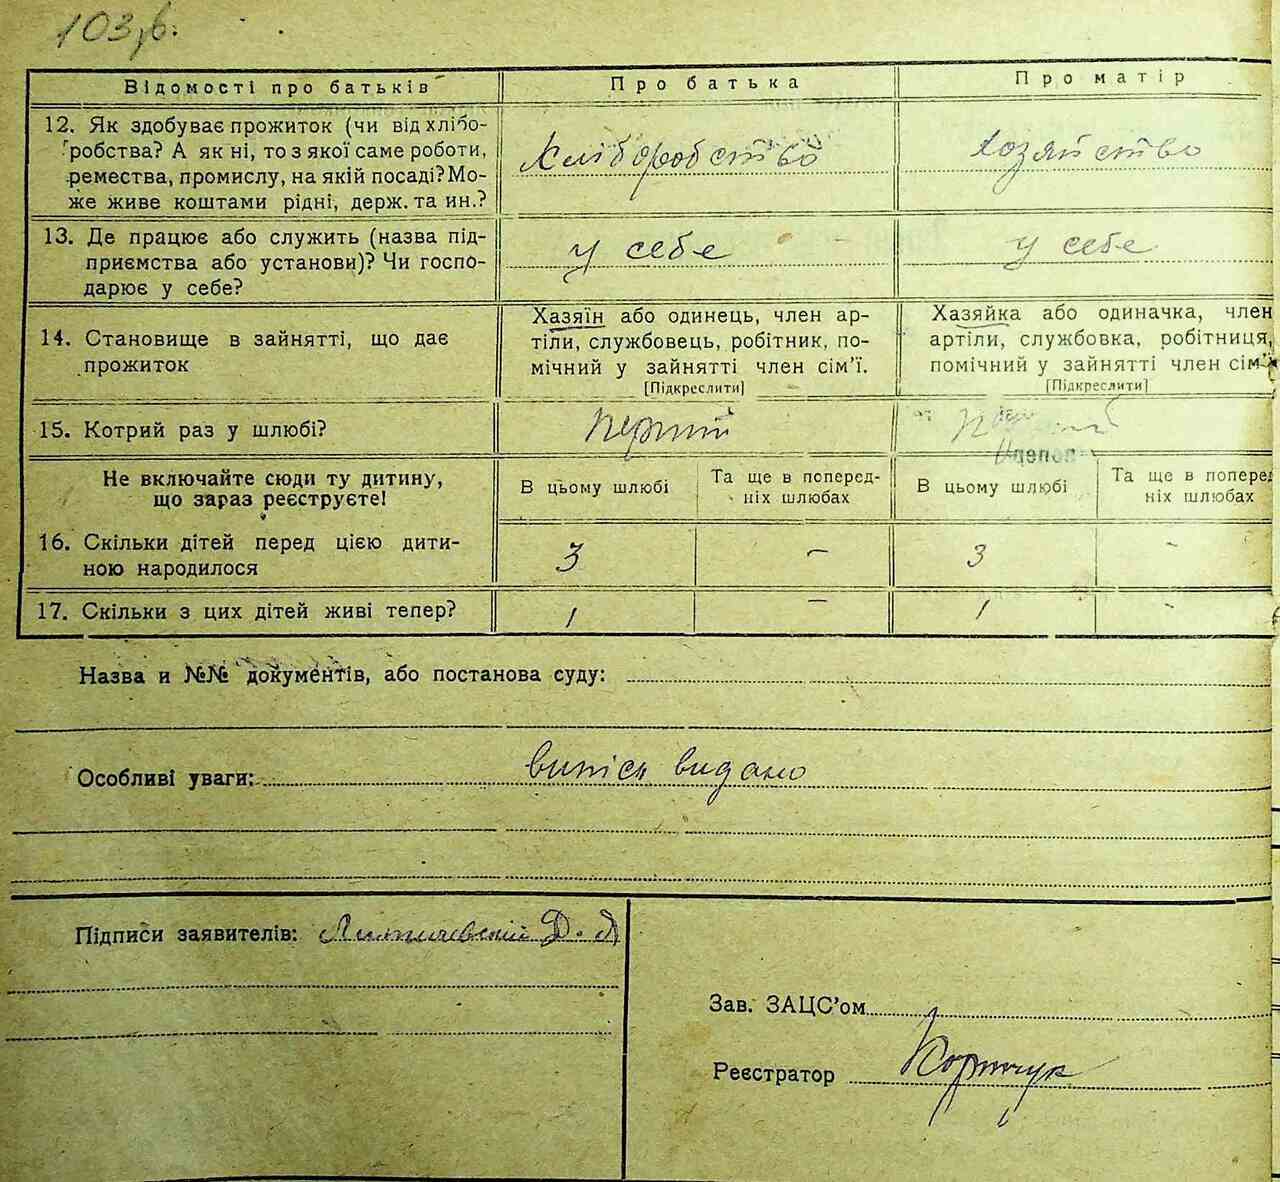 103 зв.
Відомості про батьків
Про батька
Про матір
12. Як здобуває прожиток (чи від хлібо-
робства? А як ні, то з якої саме роботи,
ремества, промислу, на якій посаді? Мо-
же живе коштами рідні, держ. та ин.?
Хліборобство
Хозяйство
13. Де працює або служить (назва під-
приємства або установи)? Чи госпо-
дарює у себе?
у себе
у себе
14. Становище в зайнятті, що дає
прожиток
Хазяїн або одинець, член ар-
тіли, службовець, робітник, по-
мічний у зайнятті член сім'ї.
[Підкреслити]
Хазяйка або одиначка, член
артіли, службовка, робітниця,
помічний у зайнятті член сім'ї
[Підкреслити]
15. Котрий раз у шлюбі?
перший
Не включайте сюди ту дитину,
що зараз реєструєте!
В цьому шлюбі
Та ще в поперед-
ніх шлюбах
В цьому шлюбі
Та ще в поперед
ніх шлюбах
16. Скільки дітей перед цією дити-
ною народилося
3 — 3 -
17. Скільки з цих дітей живі тепер?
1 — 1 -
Назва и №№ документів, або постанова суду:
Особливі уваги: випіси видано
Підписи заявителів: Д. Я
Зав. ЗАЦС'ом
Реєстратор